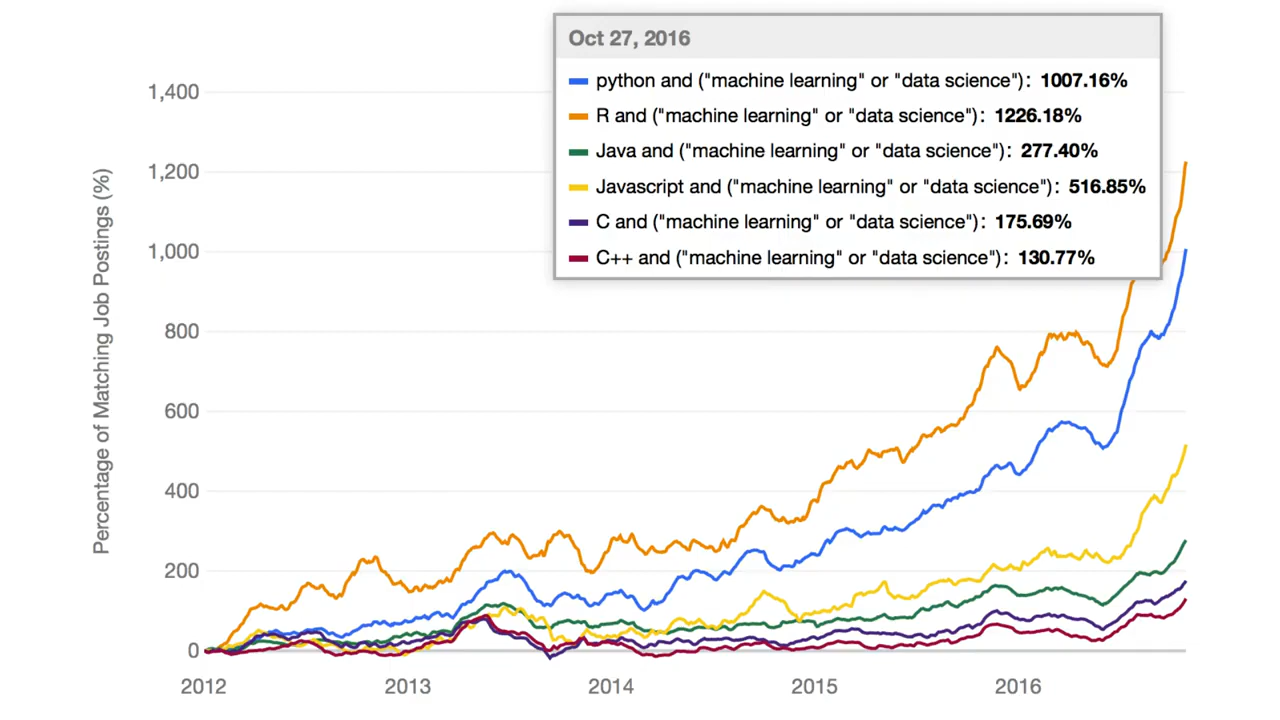 Oct 27, 2016
python and ("machine learning" or "data science"): 1007.16%
R and ("machine learning" or "data science"): 1226.18%
Java and ("machine learning" or "data science"): 277.40%
Javascript and ("machine learning" or "data science"): 516.85%
C and ("machine learning" or "data science"): 175.69%
C++ and ("machine learning" or "data science"): 130.77%
Percentage of Matching Job Postings (%)
1,400
1,200
1,000
800
600
400
200
0
2012 2013 2014 2015 2016